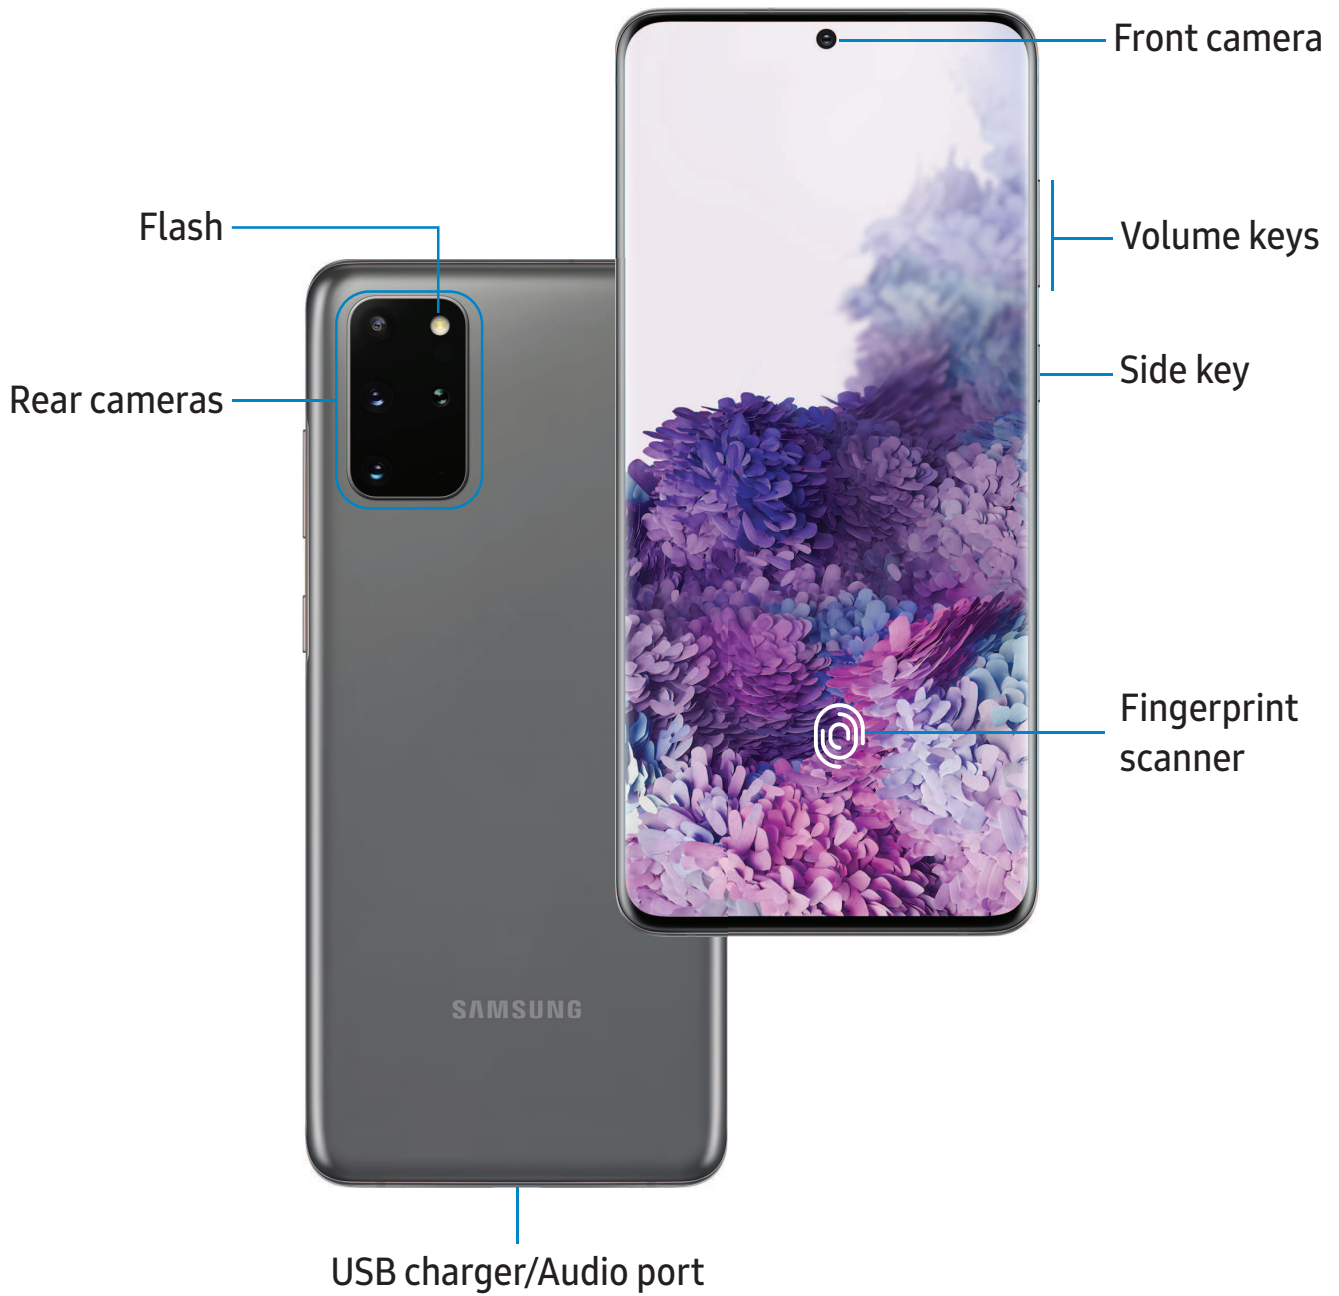 Front camera
Flash
Volume keys
Side key
Rear cameras
Fingerprint
scanner
SAMSUNG
USB charger/Audio port